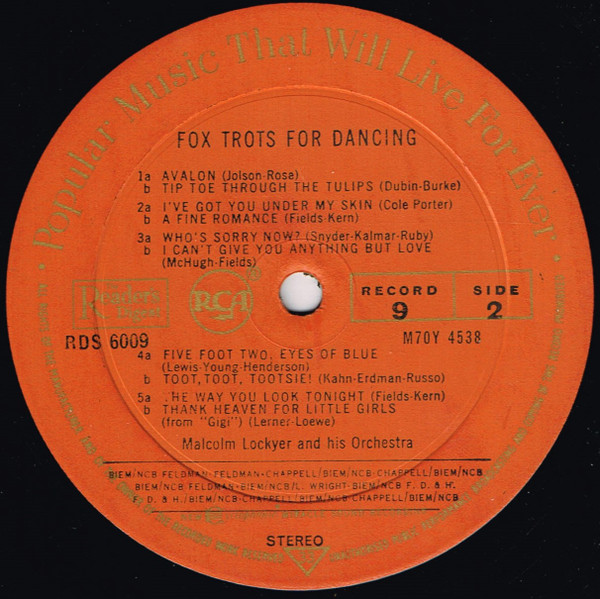 Popular Music That Will Live For Ever
FOX TROTS FOR DANCING
1a AVALON (Jolson-Rose)
b TIP TOE THROUGH THE TULIPS (Dubin-Burke)
2a I'VE GOT YOU UNDER MY SKIN (Cole Porter)
b A FINE ROMANCE (Fields-Kern)
3a WHO'S SORRY NOW? (Snyder-Kalmar-Ruby)
b I CAN'T GIVE YOU ANYTHING BUT LOVE
(McHugh-Fields)
Reader's
Digest
RCA
®
RECORD
9
SIDE
2
RDS 6009
M70Y 4538
4a FIVE FOOT TWO, EYES OF BLUE
(Lewis-Young-Henderson)
b TOOT, TOOT, TOOTSIE! (Kahn-Erdman-Russo)
5a .HE WAY YOU LOOK TONIGHT (Fields-Kern)
b THANK HEAVEN FOR LITTLE GIRLS
(from "Gigi") (Lerner-Loewe)
Malcolm Lockyer and his Orchestra
BIEM/NCB FELDMAN-FELDMAN-CHAPPELL/BIEM/NCB-CHAPPELL/BIEM/NCB
BIEM/NCB FELDMAN-BIEM/NCB/L. WRIGHT-BIEM/NCB F. D. & H.
F. D. & H./BIEM/NCB-CHAPPELL/BIEM/NCB-CHAPPELL/BIEM/NCB
STEREO
33